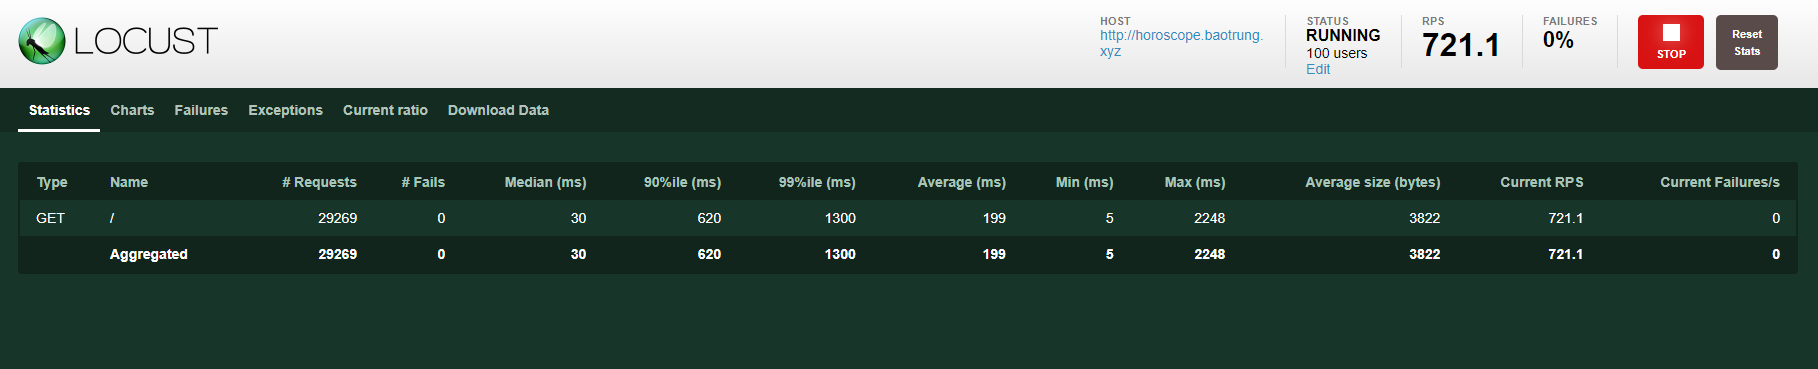 LOCUST
HOST
http://horoscope.baotrung.
xyz
STATUS
RUNNING
100 users
Edit
RPS
721.1
FAILURES
0%
STOP
Reset
Stats
Statistics Charts Failures Exceptions Current ratio Download Data
Type Name # Requests # Fails Median (ms) 90%ile (ms) 99%ile (ms) Average (ms) Min (ms) Max (ms) Average size (bytes) Current RPS Current Failures/s
GET / 29269 0 30 620 1300 199 5 2248 3822 721.1 0
Aggregated 29269 0 30 620 1300 199 5 2248 3822 721.1 0